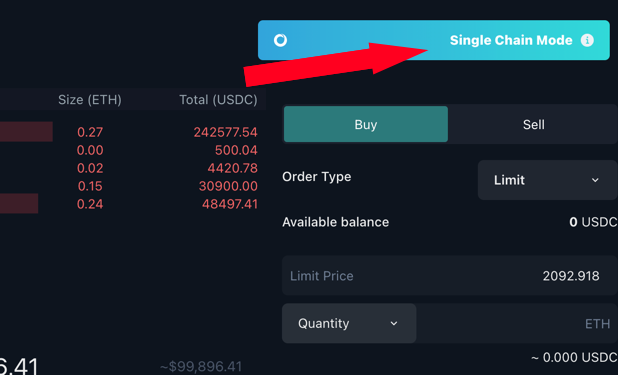 Single Chain Mode
Size (ETH) Total (USDC)
0.27 242577.54
0.00 500.04
0.02 4420.78
0.15 30900.00
0.24 48497.41
Buy Sell
Order Type Limit
Available balance 0 USDC
Limit Price 2092.918
Quantity ETH
~ 0.000 USDC
6.41 ~$99,896.41